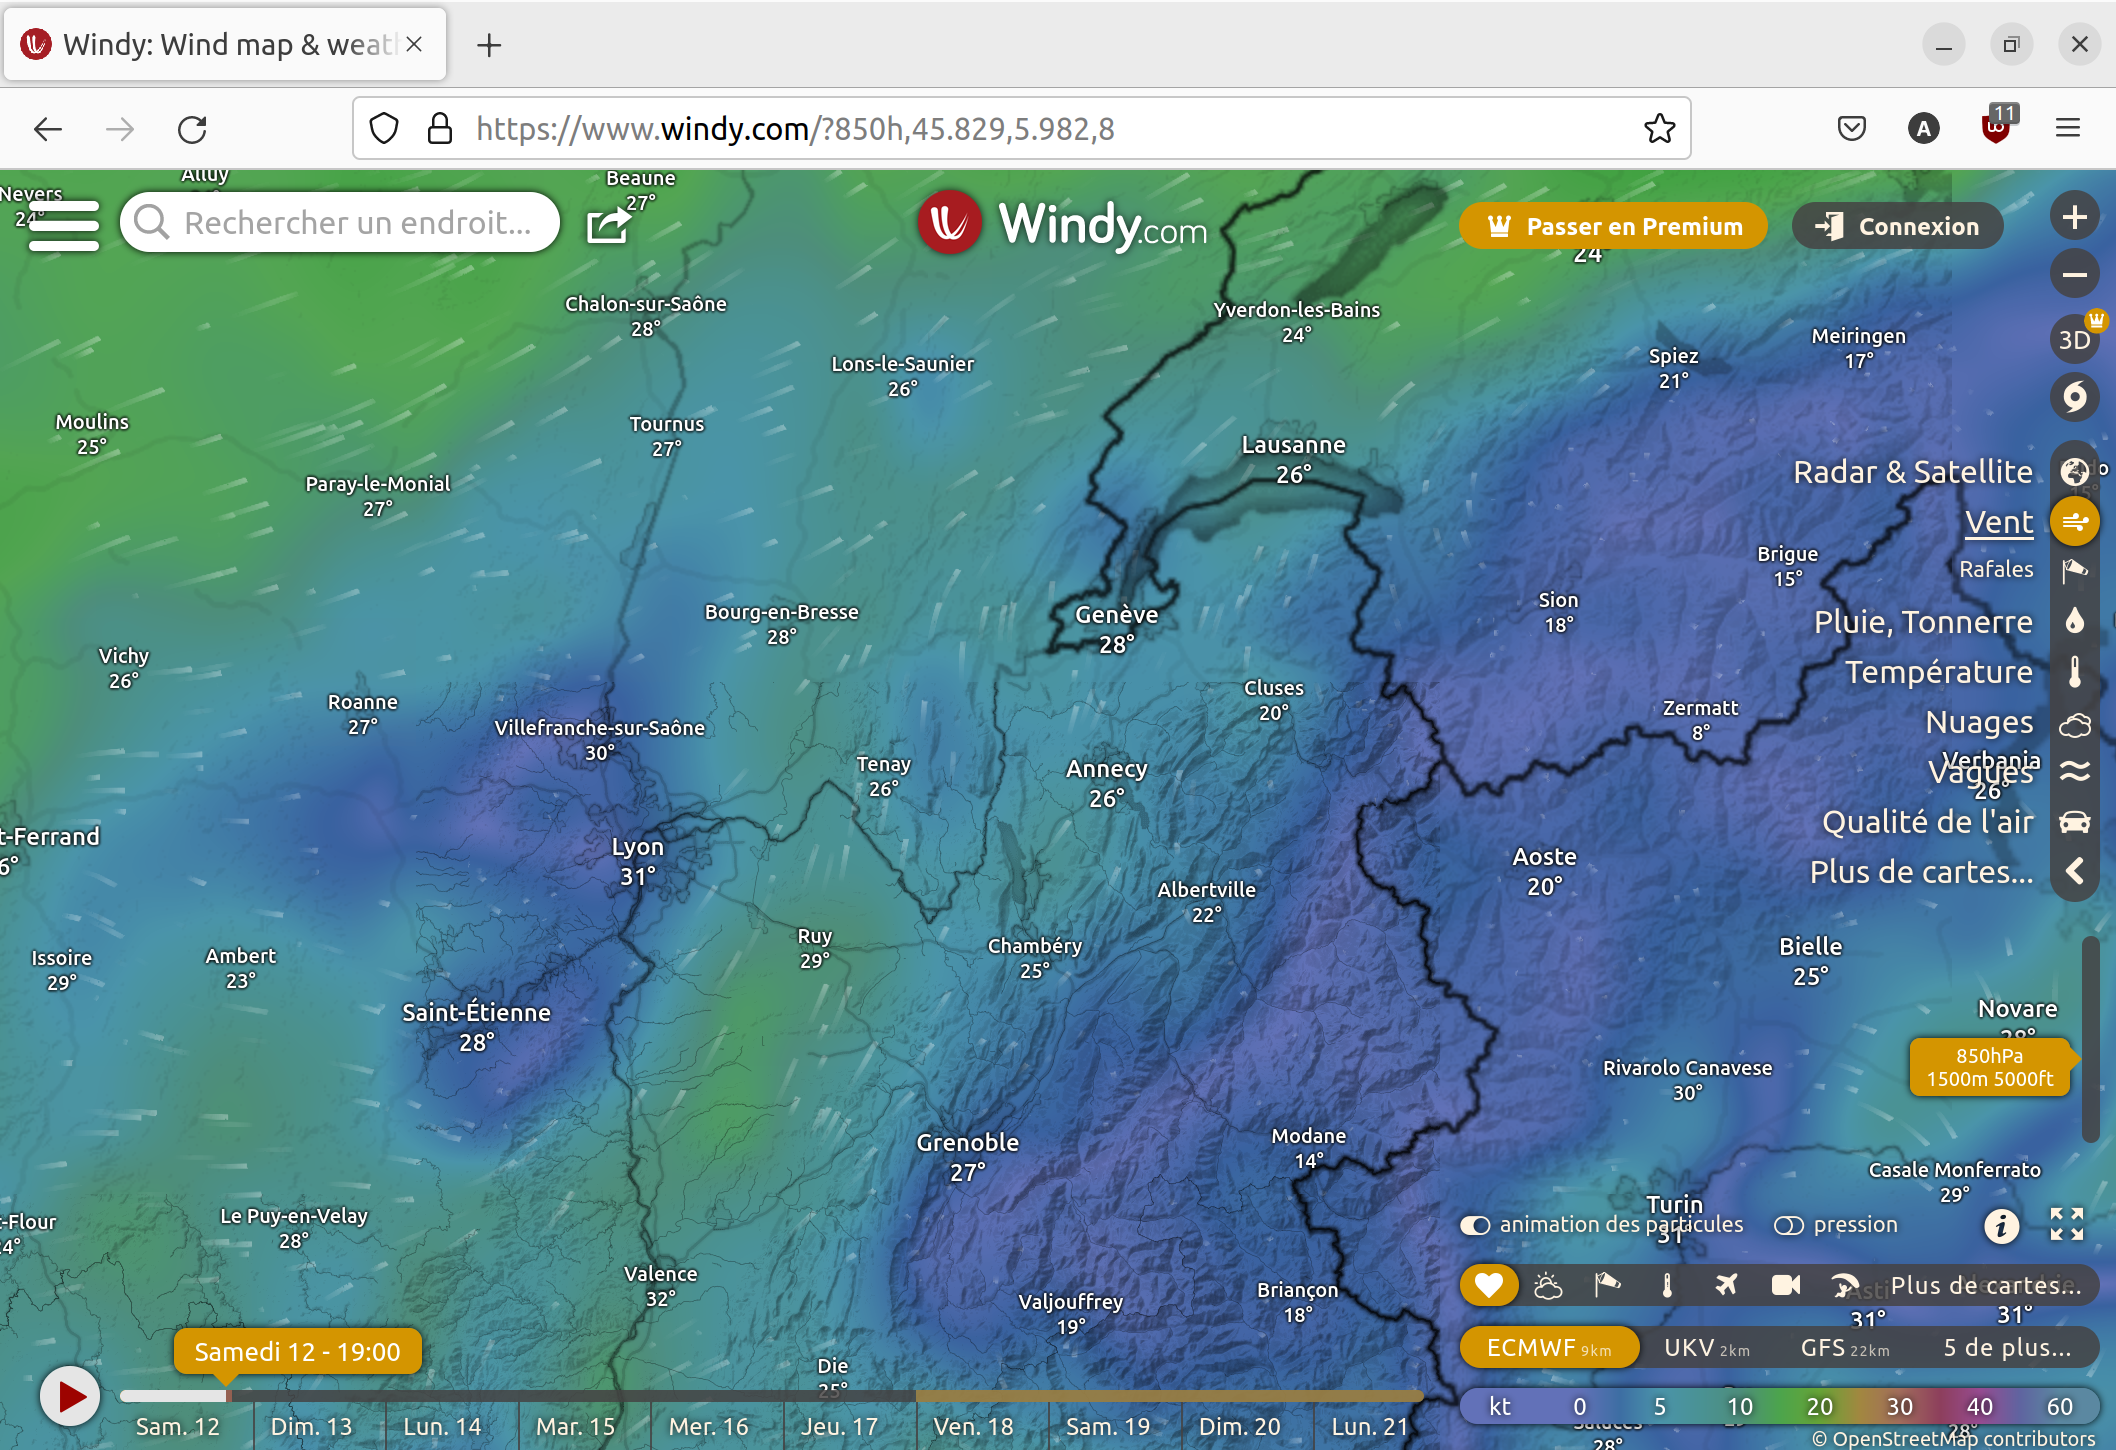 Windy: Wind map & weat
https://www.windy.com/?850h,45.829,5.982,8
11
A
Nevers
24°
Alluy
Beaune
27°
Rechercher un endroit...
Windy.com
Passer en Premium
Connexion
24
3D
Chalon-sur-Saône
28°
Yverdon-les-Bains
24°
Meiringen
17°
Spiez
21°
Lons-le-Saunier
26°
Moulins
25°
Tournus
27°
Lausanne
26°
Paray-le-Monial
27°
Radar & Satellite
Vent
Rafales
Pluie, Tonnerre
Température
Nuages
Vagues
Qualité de l'air
Plus de cartes...
Brigue
15°
Sion
18°
Bourg-en-Bresse
28°
Genève
28°
Vichy
26°
Roanne
27°
Cluses
20°
Zermatt
8°
Villefranche-sur-Saône
30°
Tenay
26°
Annecy
26°
Verbania
26°
t-Ferrand
6°
Lyon
31°
Aoste
20°
Albertville
22°
Issoire
29°
Ambert
23°
Ruy
29°
Chambéry
25°
Bielle
25°
Saint-Étienne
28°
Novare
28°
850hPa
1500m 5000ft
Rivarolo Canavese
30°
Grenoble
27°
Modane
14°
Casale Monferrato
29°
t-Flour
24°
Le Puy-en-Velay
28°
Turin
31°
animation des particules
pression
Valence
32°
Valjouffrey
19°
Briançon
18°
Plus de cartes...
Asti
31°
31°
Samedi 12 - 19:00
Die
25°
ECMWF 9km
UKV 2km
GFS 22km
5 de plus...
kt 0 5 10 20 30 40 60
Sam. 12
Dim. 13
Lun. 14
Mar. 15
Mer. 16
Jeu. 17
Ven. 18
Sam. 19
Dim. 20
Lun. 21
28°
28°
© OpenStreetMap contributors